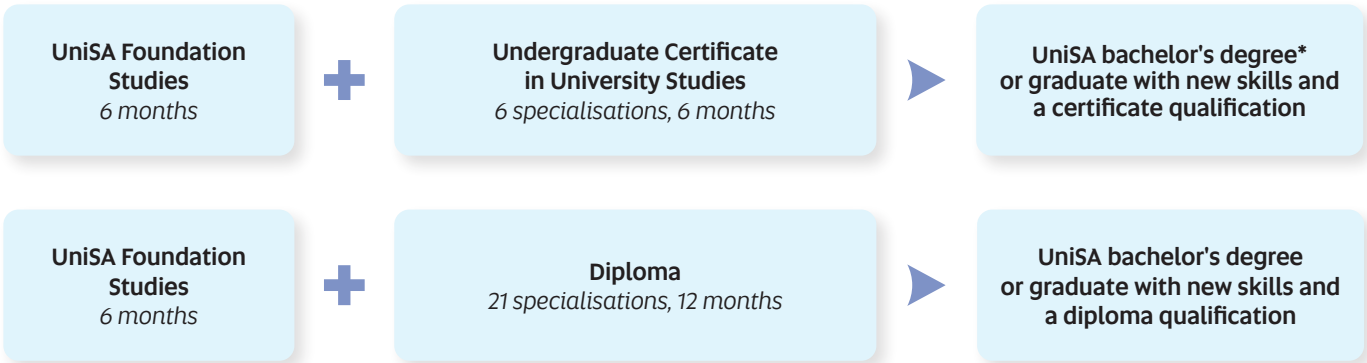 UniSA Foundation
Studies
6 months
Undergraduate Certificate
in University Studies
6 specialisations, 6 months
UniSA bachelor's degree*
or graduate with new skills and
a certificate qualification
UniSA Foundation
Studies
6 months
Diploma
21 specialisations, 12 months
UniSA bachelor's degree
or graduate with new skills and
a diploma qualification